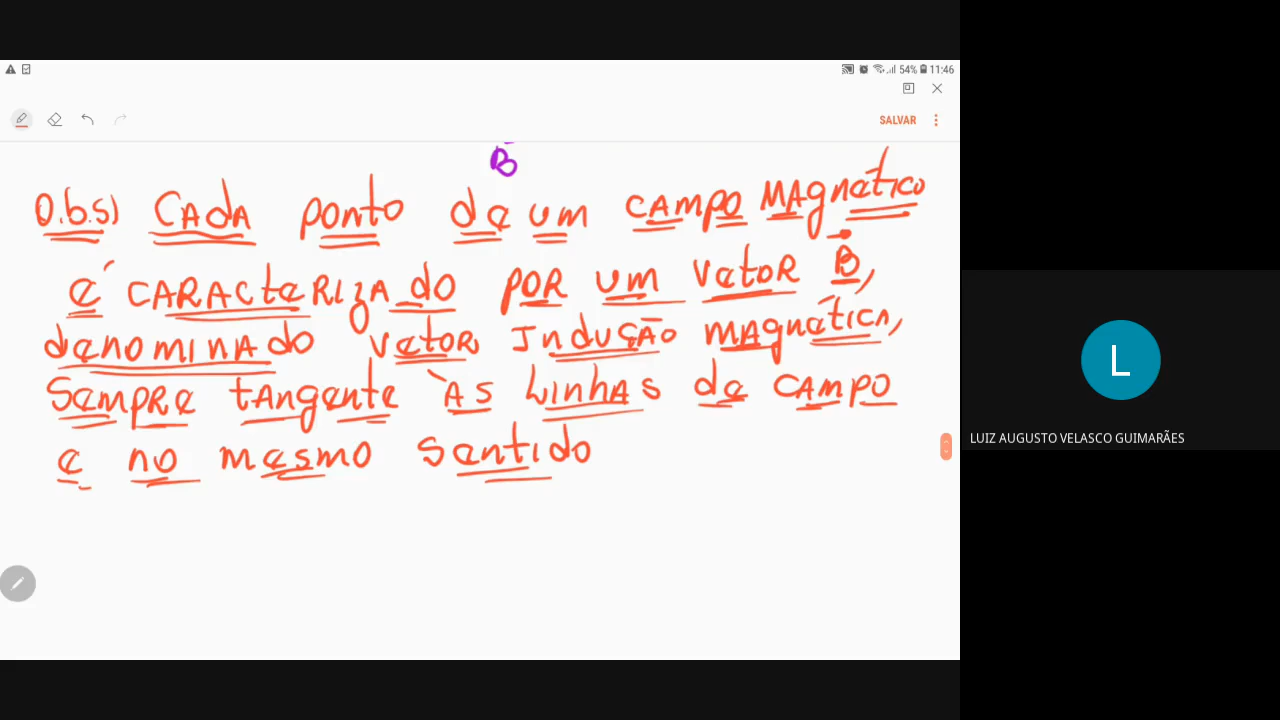 54% 11:46
SALVAR
B
O.b.s) Cada ponto de um campo magnético
é caracterizado por um vetor B,
denominado vetor indução magnética,
sempre tangente às linhas de campo
e no mesmo sentido
L
LUIZ AUGUSTO VELASCO GUIMARÃES